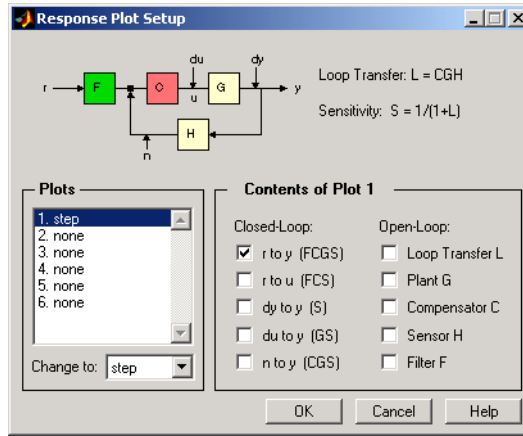 Response Plot Setup
du dy
r F C G y
u
H
n
Loop Transfer: L = CGH
Sensitivity: S = 1/(1+L)
Plots
1. step
2. none
3. none
4. none
5. none
6. none
Change to: step
Contents of Plot 1
Closed-Loop: Open-Loop:
r to y (FCGS) Loop Transfer L
r to u (FCS) Plant G
dy to y (S) Compensator C
du to y (GS) Sensor H
n to y (CGS) Filter F
OK Cancel Help